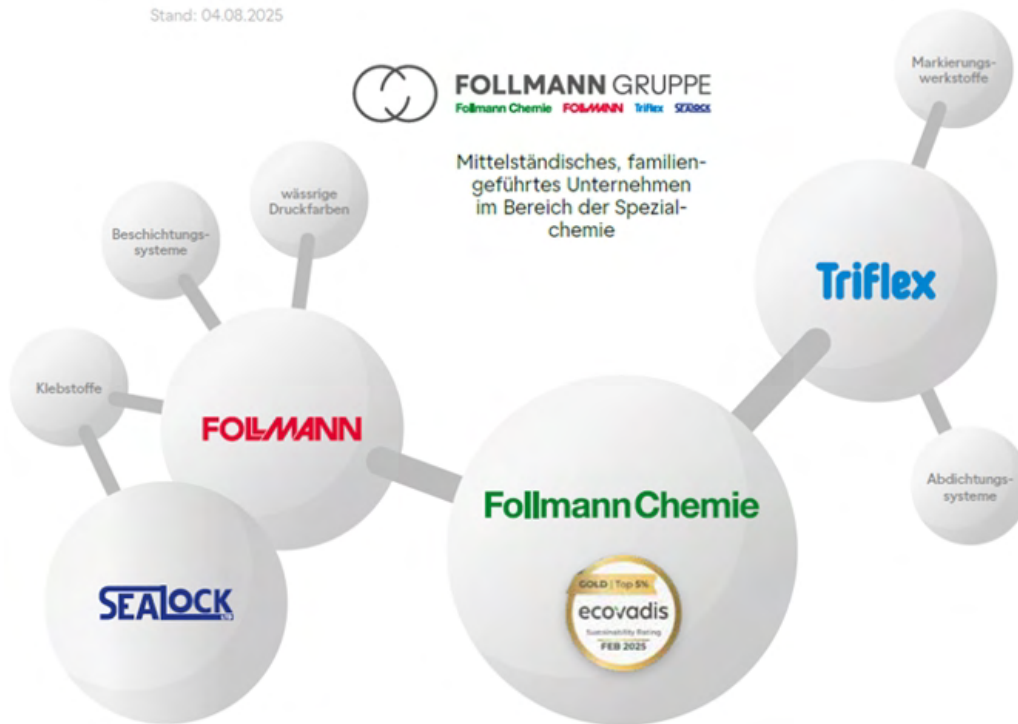 Stand: 04.08.2025
FOLLMANN GRUPPE
Follmann Chemie FOLLMANN Triflex SEALOCK
Mittelständisches, familien-
geführtes Unternehmen
im Bereich der Spezial-
chemie
Markierungs-
werkstoffe
wässrige
Druckfarben
Beschichtungs-
systeme
Triflex
Klebstoffe
FOLLMANN
Abdichtungs-
systeme
Follmann Chemie
SEALOCK
LTD
GOLD | Top 5%
ecovadis
Sustainability Rating
FEB 2025